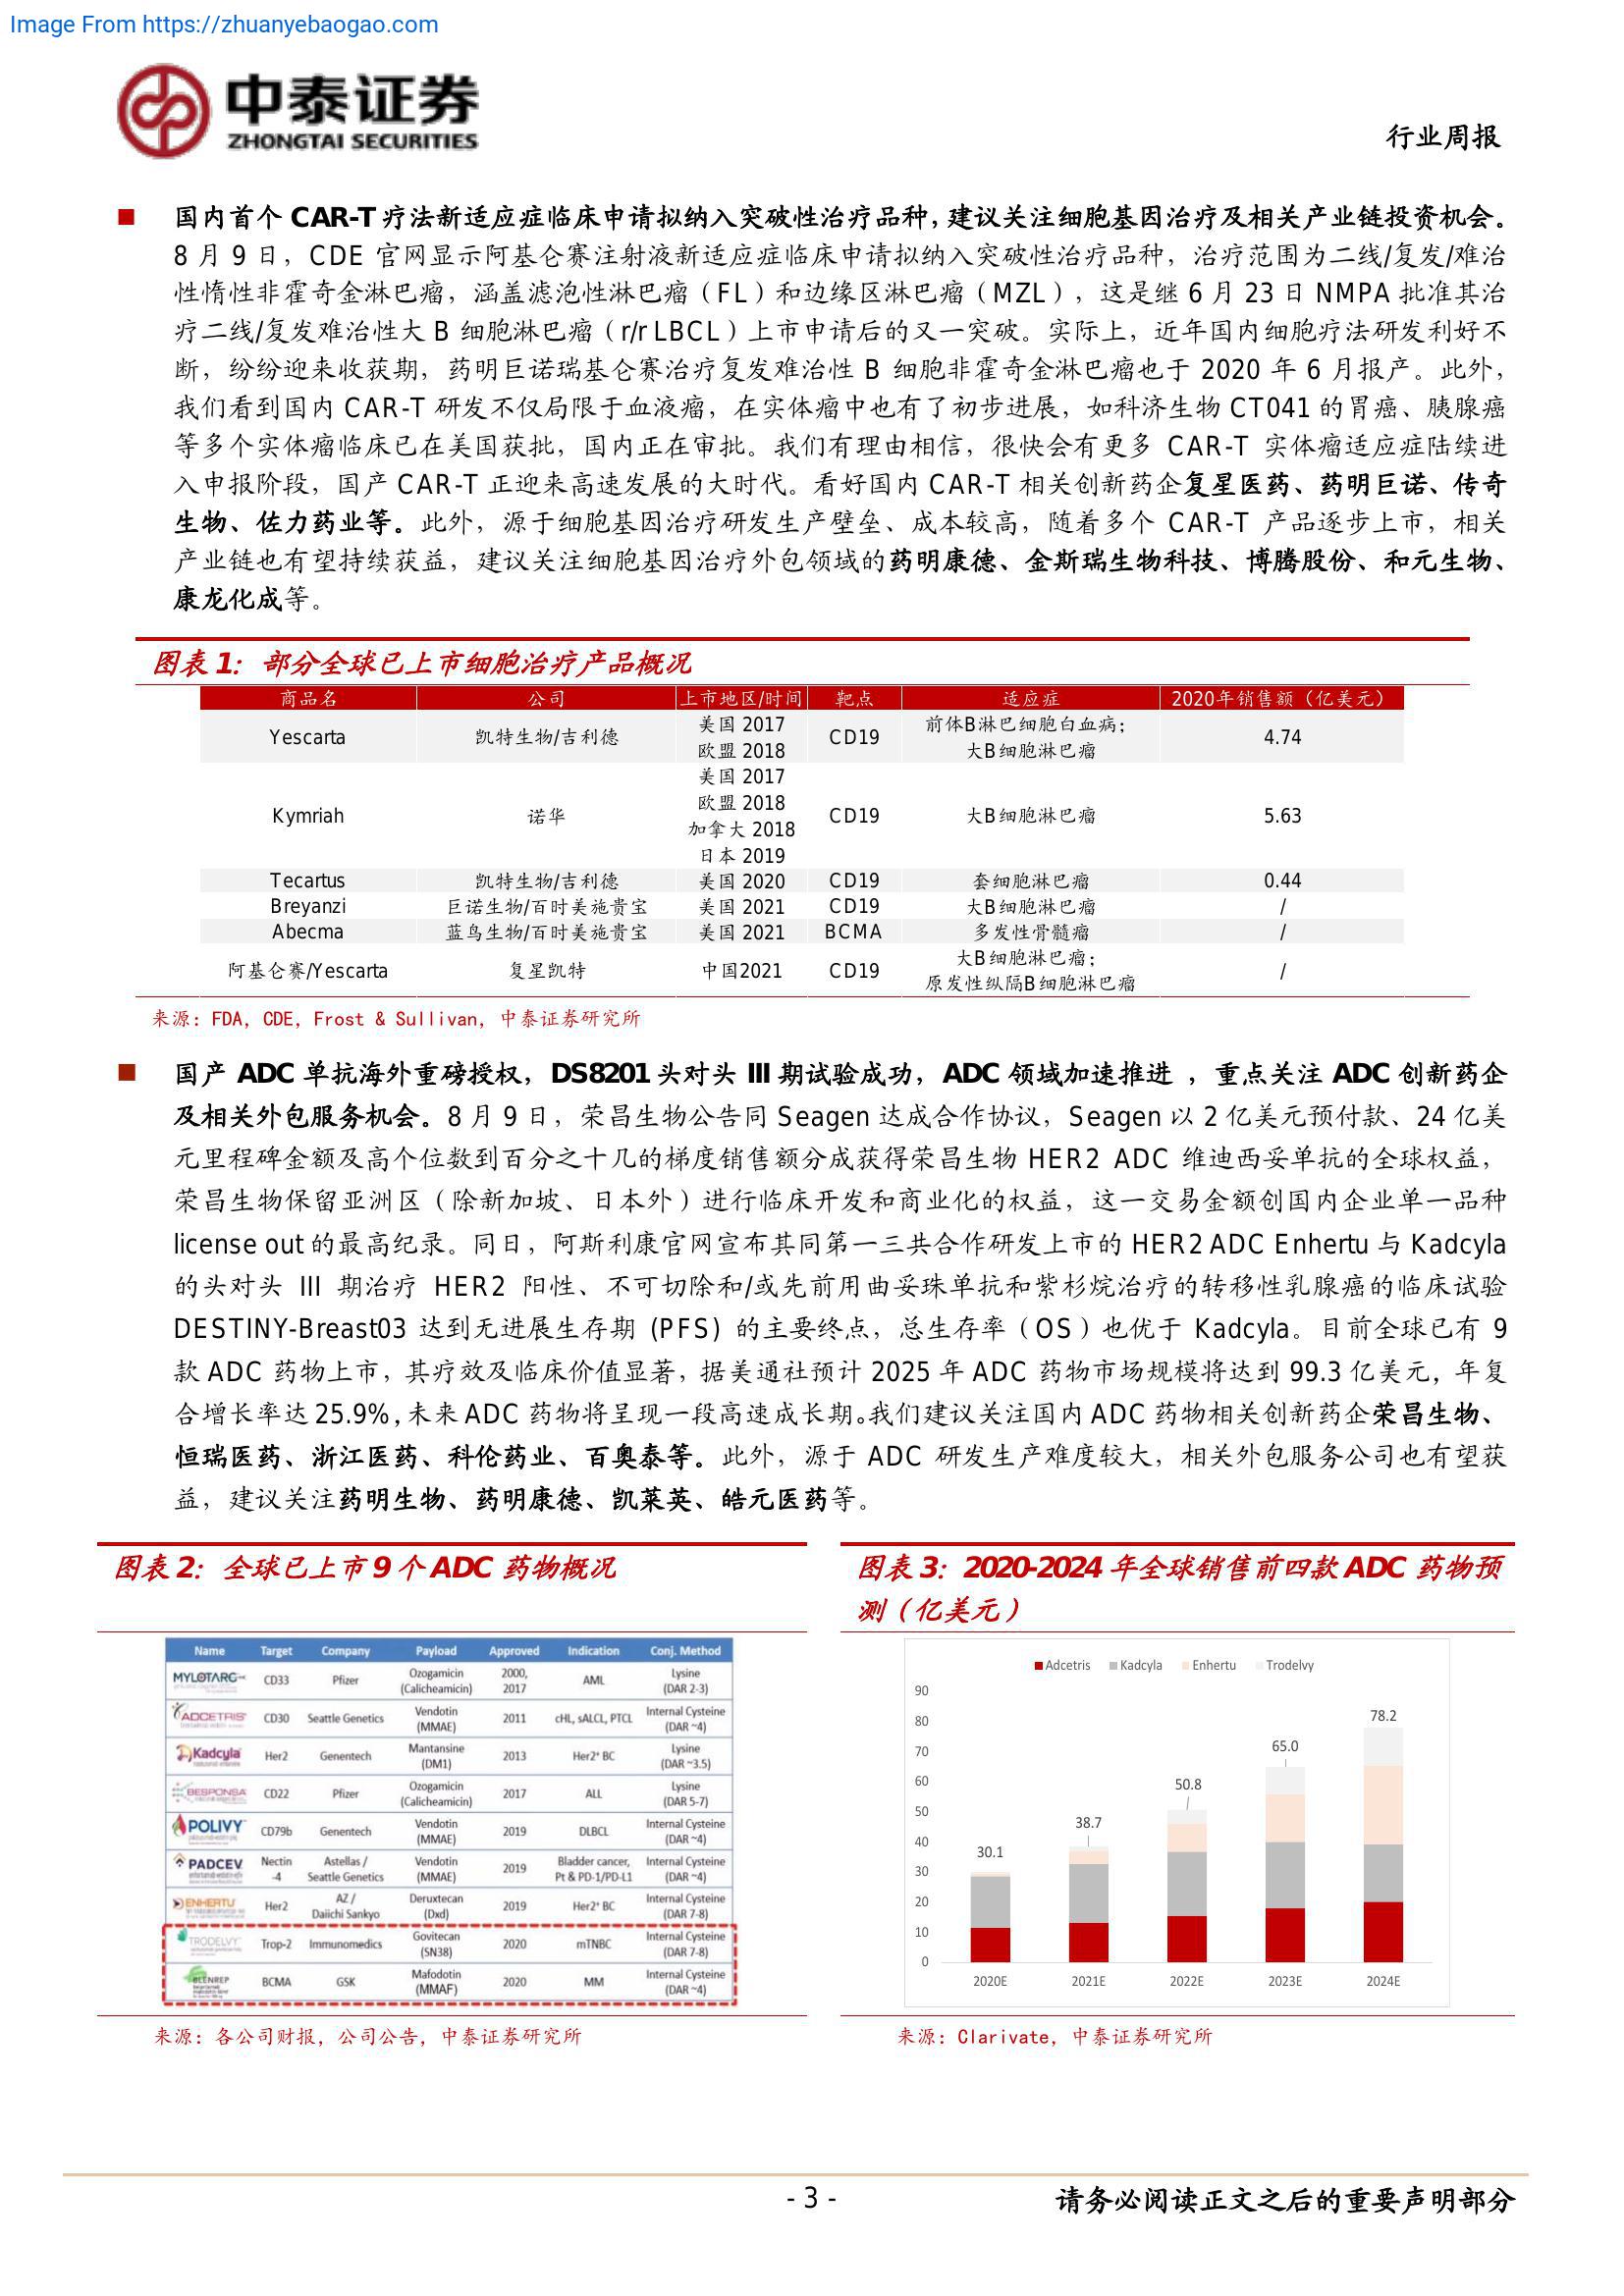 Image From https://zhuanyebaogao.com
中泰证券
ZHONGTAI SECURITIES
行业周报
■ 国内首个 CAR-T 疗法新适应症临床申请拟纳入突破性治疗品种，建议关注细胞基因治疗及相关产业链投资机会。
8 月 9 日，CDE 官网显示阿基仑赛注射液新适应症临床申请拟纳入突破性治疗品种，治疗范围为二线/复发/难治
性惰性非霍奇金淋巴瘤，涵盖滤泡性淋巴瘤（FL）和边缘区淋巴瘤（MZL），这是继 6 月 23 日 NMPA 批准其治
疗二线/复发难治性大 B 细胞淋巴瘤（r/r LBCL）上市申请后的又一突破。实际上，近年国内细胞疗法研发利好不
断，纷纷迎来收获期，药明巨诺瑞基仑赛治疗复发难治性 B 细胞非霍奇金淋巴瘤也于 2020 年 6 月报产。此外，
我们看到国内 CAR-T 研发不仅局限于血液瘤，在实体瘤中也有了初步进展，如科济生物 CT041 的胃癌、胰腺癌
等多个实体瘤临床已在美国获批，国内正在审批。我们有理由相信，很快会有更多 CAR-T 实体瘤适应症陆续进
入申报阶段，国产 CAR-T 正迎来高速发展的大时代。看好国内 CAR-T 相关创新药企复星医药、药明巨诺、传奇
生物、佐力药业等。此外，源于细胞基因治疗研发生产壁垒、成本较高，随着多个 CAR-T 产品逐步上市，相关
产业链也有望持续获益，建议关注细胞基因治疗外包领域的药明康德、金斯瑞生物科技、博腾股份、和元生物、
康龙化成等。
图表 1：部分全球已上市细胞治疗产品概况
商品名 公司 上市地区/时间 靶点 适应症 2020年销售额（亿美元）
Yescarta 凯特生物/吉利德 美国 2017 欧盟 2018 CD19 前体B淋巴细胞白血病；大B细胞淋巴瘤 4.74
Kymriah 诺华 美国 2017 欧盟 2018 加拿大 2018 日本 2019 CD19 大B细胞淋巴瘤 5.63
Tecartus 凯特生物/吉利德 美国 2020 CD19 套细胞淋巴瘤 0.44
Breyanzi 巨诺生物/百时美施贵宝 美国 2021 CD19 大B细胞淋巴瘤 /
Abecma 蓝鸟生物/百时美施贵宝 美国 2021 BCMA 多发性骨髓瘤 /
阿基仑赛/Yescarta 复星凯特 中国2021 CD19 大B细胞淋巴瘤；原发性纵隔B细胞淋巴瘤 /
来源：FDA，CDE，Frost & Sullivan，中泰证券研究所
■ 国产 ADC 单抗海外重磅授权，DS8201 头对头 III 期试验成功，ADC 领域加速推进 ，重点关注 ADC 创新药企
及相关外包服务机会。8 月 9 日，荣昌生物公告同 Seagen 达成合作协议，Seagen 以 2 亿美元预付款、24 亿美
元里程碑金额及高个位数到百分之十几的梯度销售额分成获得荣昌生物 HER2 ADC 维迪西妥单抗的全球权益，
荣昌生物保留亚洲区（除新加坡、日本外）进行临床开发和商业化的权益，这一交易金额创国内企业单一品种
license out 的最高纪录。同日，阿斯利康官网宣布其同第一三共合作研发上市的 HER2 ADC Enhertu 与 Kadcyla
的头对头 III 期治疗 HER2 阳性、不可切除和/或先前用曲妥珠单抗和紫杉烷治疗的转移性乳腺癌的临床试验
DESTINY-Breast03 达到无进展生存期 (PFS) 的主要终点，总生存率（OS）也优于 Kadcyla。目前全球已有 9
款 ADC 药物上市，其疗效及临床价值显著，据美通社预计 2025 年 ADC 药物市场规模将达到 99.3 亿美元，年复
合增长率达 25.9%，未来 ADC 药物将呈现一段高速成长期。我们建议关注国内 ADC 药物相关创新药企荣昌生物、
恒瑞医药、浙江医药、科伦药业、百奥泰等。此外，源于 ADC 研发生产难度较大，相关外包服务公司也有望获
益，建议关注药明生物、药明康德、凯莱英、皓元医药等。
图表 2：全球已上市 9 个 ADC 药物概况
Name Target Company Payload Approved Indication Conj. Method
MYLOTARG CD33 Pfizer Ozogamicin (Calicheamicin) 2000, 2017 AML Lysine (DAR 2-3)
ADCETRIS CD30 Seattle Genetics Vendotin (MMAE) 2011 cHL, sALCL, PTCL Internal Cysteine (DAR ~4)
Kadcyla Her2 Genentech Mantansine (DM1) 2013 Her2⁺ BC Lysine (DAR ~3.5)
BESPONSA CD22 Pfizer Ozogamicin (Calicheamicin) 2017 ALL Lysine (DAR 5-7)
POLIVY CD79b Genentech Vendotin (MMAE) 2019 DLBCL Internal Cysteine (DAR ~4)
PADCEV Nectin -4 Astellas / Seattle Genetics Vendotin (MMAE) 2019 Bladder cancer, Pt & PD-1/PD-L1 Internal Cysteine (DAR ~4)
ENHERTU Her2 AZ / Daiichi Sankyo Deruxtecan (Dxd) 2019 Her2⁺ BC Internal Cysteine (DAR 7-8)
TRODELVY Trop-2 Immunomedics Govitecan (SN38) 2020 mTNBC Internal Cysteine (DAR 7-8)
BLENREP BCMA GSK Mafodotin (MMAF) 2020 MM Internal Cysteine (DAR ~4)
来源：各公司财报，公司公告，中泰证券研究所
图表 3：2020-2024 年全球销售前四款 ADC 药物预
测（亿美元）
Adcetris Kadcyla Enhertu Trodelvy
90
80
70
60
50
40
30
20
10
0
30.1
38.7
50.8
65.0
78.2
2020E 2021E 2022E 2023E 2024E
来源：Clarivate，中泰证券研究所
- 3 -
请务必阅读正文之后的重要声明部分